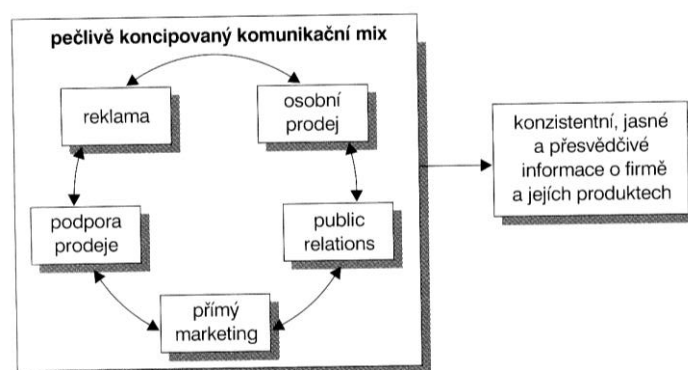 pečlivě koncipovaný komunikační mix
reklama
osobní
prodej
podpora
prodeje
public
relations
přímý
marketing
konzistentní, jasné
a přesvědčivé
informace o firmě
a jejích produktech